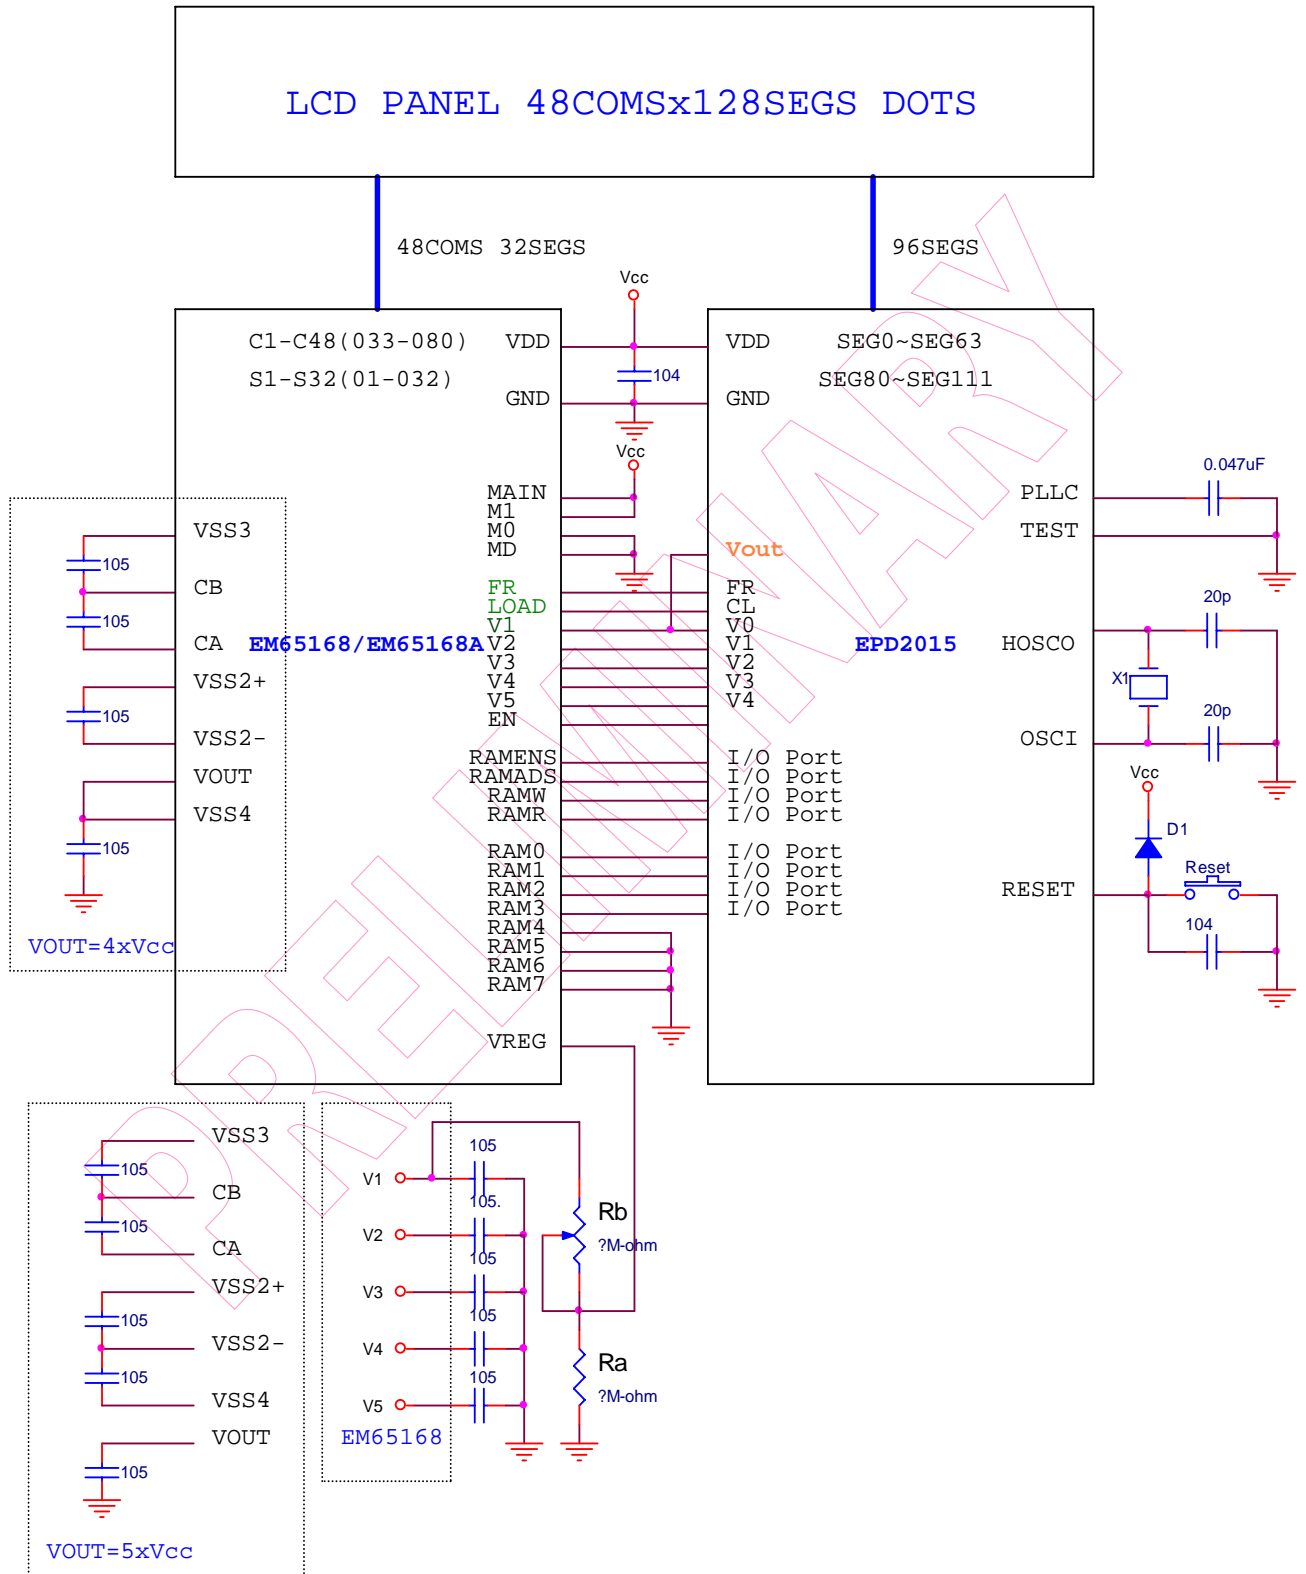 LCD PANEL 48COMSx128SEGS DOTS
48COMS 32SEGS
96SEGS
Vcc
C1-C48(033-080)
S1-S32(01-032)
VDD
GND
104
VDD
GND
SEG0~SEG63
SEG80~SEG111
Vcc
MAIN
M1
M0
MD
FR
LOAD
V1
V2
V3
V4
V5
EN
RAMENS
RAMADS
RAMW
RAMR
RAM0
RAM1
RAM2
RAM3
RAM4
RAM5
RAM6
RAM7
VREG
EM65168/EM65168A
Vout
FR
CL
V0
V1
V2
V3
V4
I/O Port
I/O Port
I/O Port
I/O Port
I/O Port
I/O Port
I/O Port
I/O Port
EPD2015
PLLC
TEST
HOSCO
OSCI
RESET
0.047uF
20p
X1
20p
Vcc
D1
Reset
104
VSS3
105
CB
105
CA
VSS2+
105
VSS2-
VOUT
VSS4
105
VOUT=4xVcc
VSS3
105
CB
105
CA
VSS2+
105
VSS2-
105
VSS4
VOUT
105
VOUT=5xVcc
V1
105
V2
105.
V3
105
V4
105
V5
105
EM65168
Rb
?M-ohm
Ra
?M-ohm
PRELIMINARY